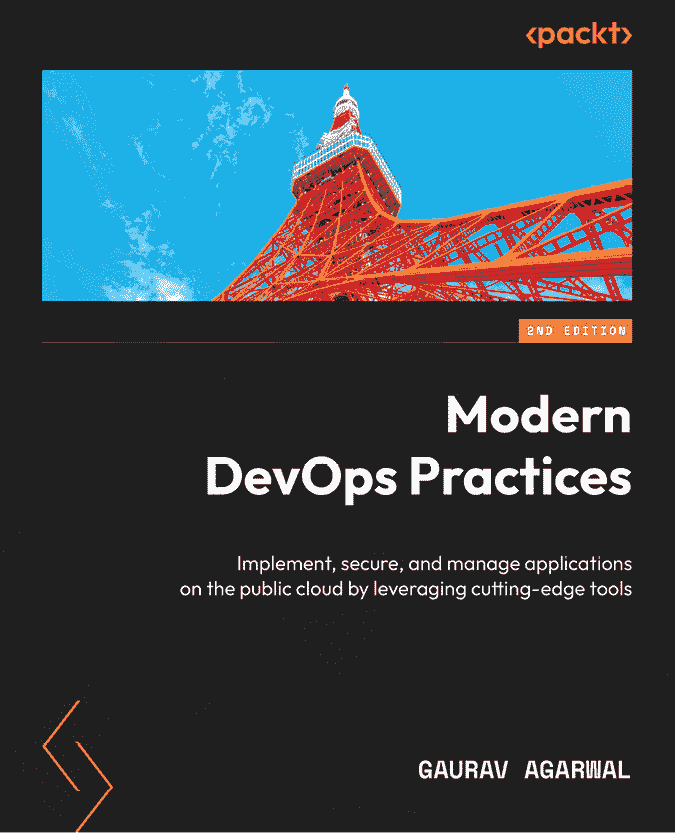 <packt>
2ND EDITION
Modern
DevOps Practices
Implement, secure, and manage applications
on the public cloud by leveraging cutting-edge tools
GAURAV AGARWAL